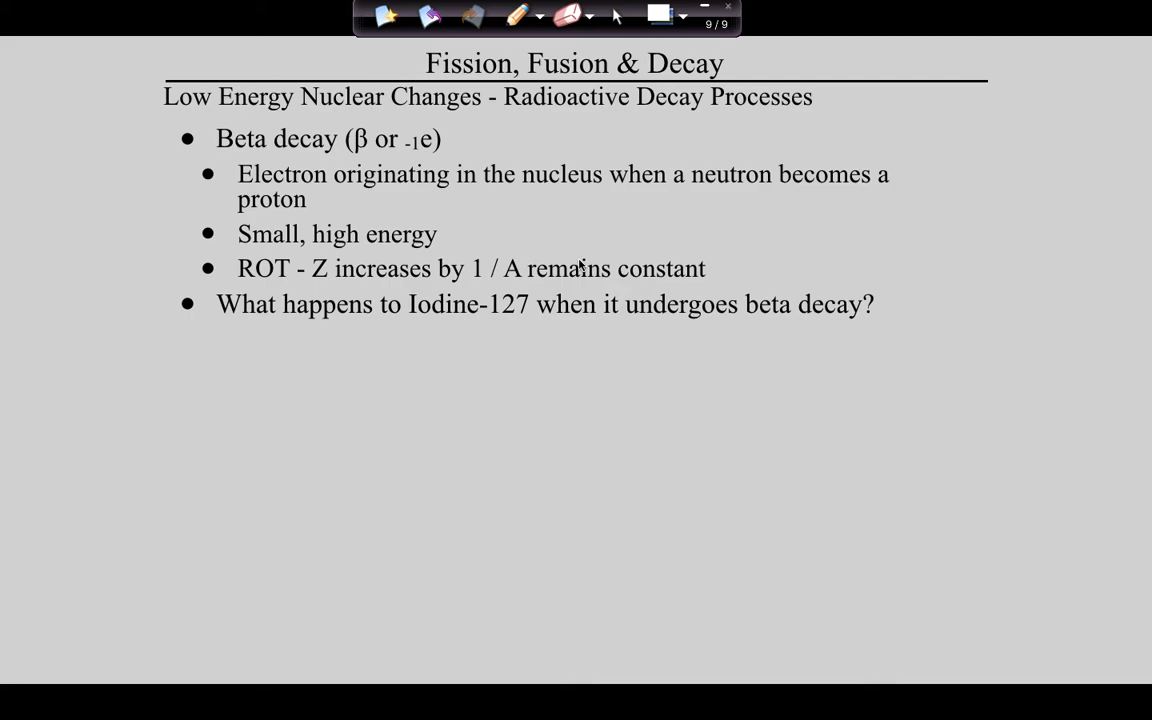 9 / 9
Fission, Fusion & Decay
Low Energy Nuclear Changes - Radioactive Decay Processes
● Beta decay (β or -1e)
● Electron originating in the nucleus when a neutron becomes a
proton
● Small, high energy
● ROT - Z increases by 1 / A remains constant
● What happens to Iodine-127 when it undergoes beta decay?